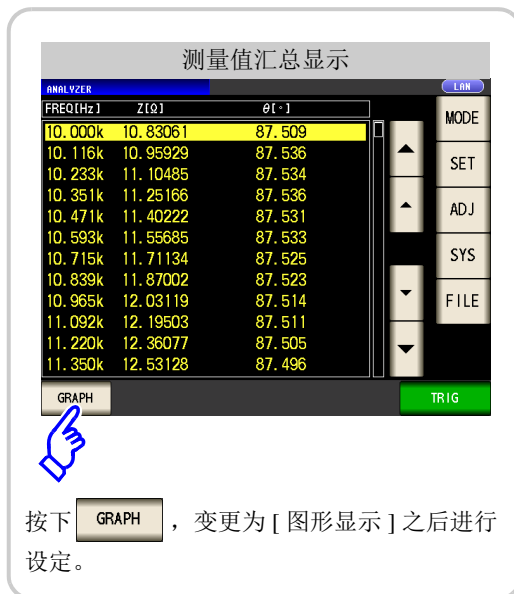 测量值汇总显示
ANALYZER LAN
FREQ[Hz] Z[Ω] θ[°]
MODE
10.000k 10.83061 87.509
10.116k 10.95929 87.536
SET
10.233k 11.10485 87.534
10.351k 11.25166 87.536
ADJ
10.471k 11.40222 87.531
10.593k 11.55685 87.533
SYS
10.715k 11.71134 87.525
10.839k 11.87002 87.523
FILE
10.965k 12.03119 87.514
11.092k 12.19503 87.511
11.220k 12.36077 87.505
11.350k 12.53128 87.496
GRAPH TRIG
按下 GRAPH ，变更为 [ 图形显示 ] 之后进行
设定。